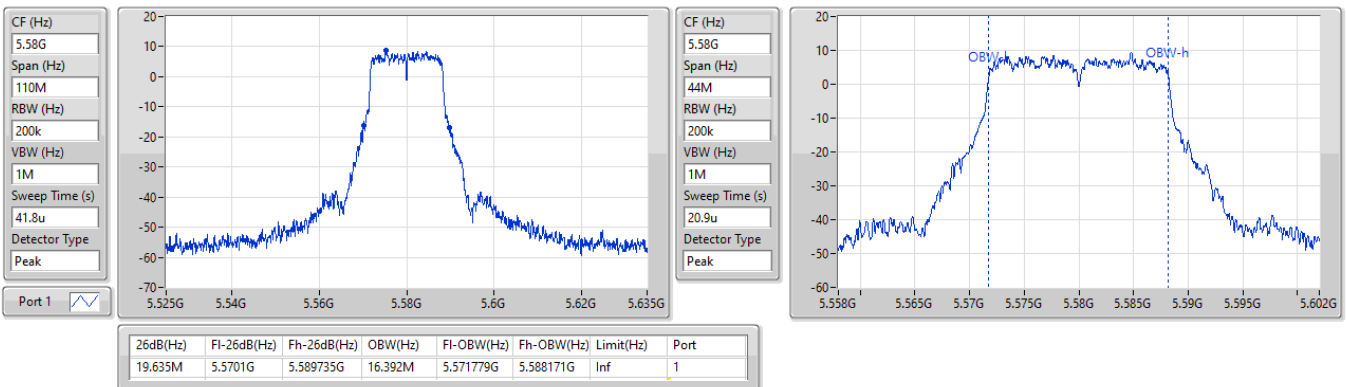 CF (Hz)
5.58G
Span (Hz)
110M
RBW (Hz)
200k
VBW (Hz)
1M
Sweep Time (s)
41.8u
Detector Type
Peak
Port 1
20
10
0
-10
-20
-30
-40
-50
-60
-70
5.525G 5.54G 5.56G 5.58G 5.6G 5.62G 5.635G
CF (Hz)
5.58G
Span (Hz)
44M
RBW (Hz)
200k
VBW (Hz)
1M
Sweep Time (s)
20.9u
Detector Type
Peak
20
10
0
-10
-20
-30
-40
-50
-60
OBW-l OBW-h
5.558G 5.565G 5.57G 5.575G 5.58G 5.585G 5.59G 5.595G 5.602G
26dB(Hz) Fl-26dB(Hz) Fh-26dB(Hz) OBW(Hz) Fl-OBW(Hz) Fh-OBW(Hz) Limit(Hz) Port
19.635M 5.5701G 5.589735G 16.392M 5.571779G 5.588171G Inf 1